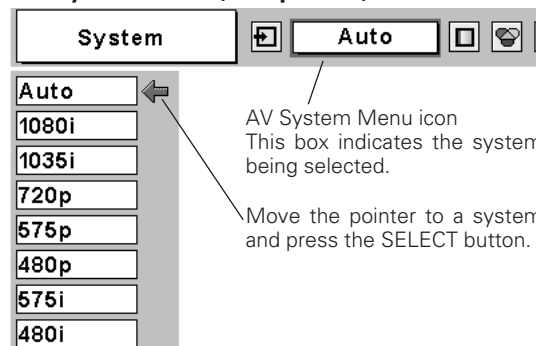 System
Auto
Auto
1080i
1035i
720p
575p
480p
575i
480i
AV System Menu icon
This box indicates the system
being selected.
Move the pointer to a system
and press the SELECT button.